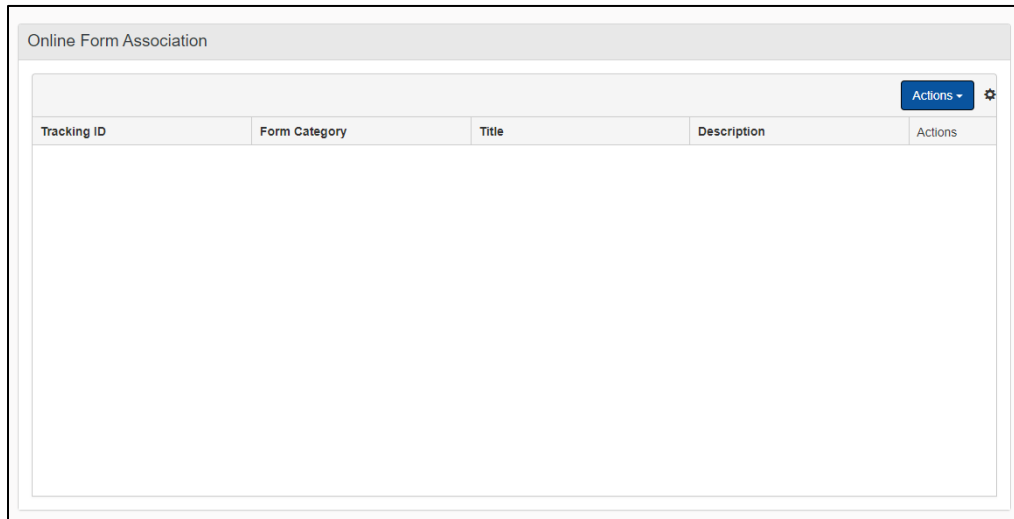 Online Form Association
Actions
Tracking ID Form Category Title Description Actions